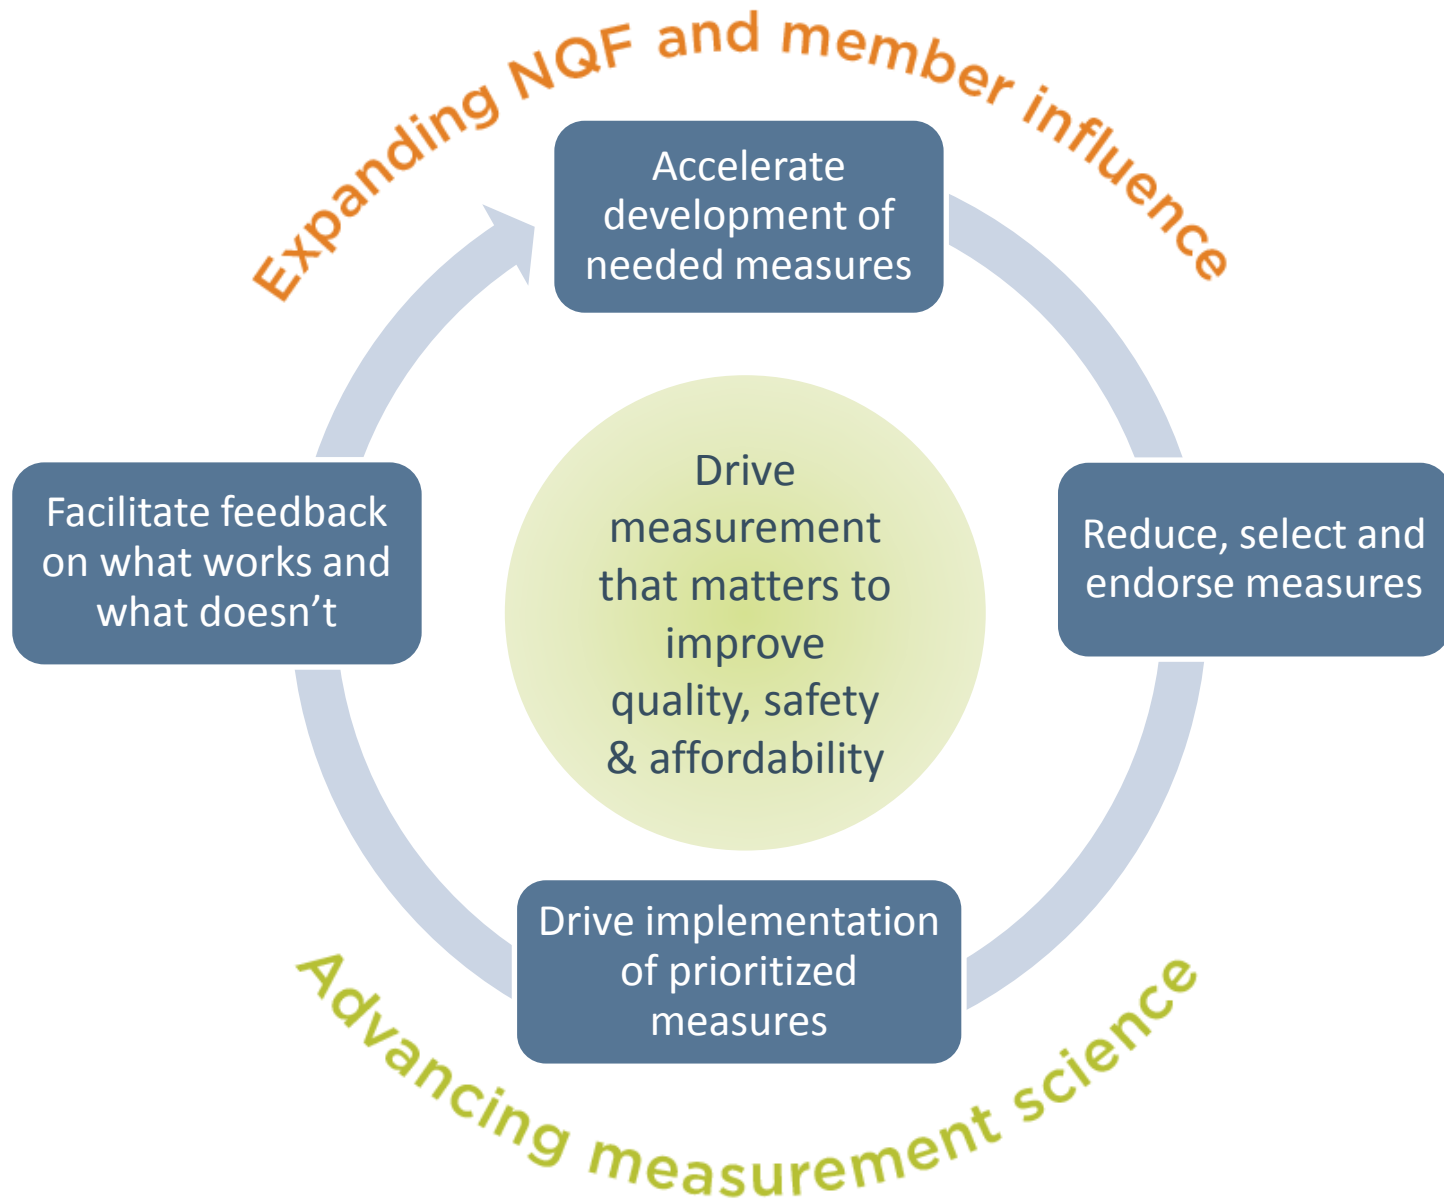 Expanding NQF and member influence
Accelerate
development of
needed measures
Facilitate feedback
on what works and
what doesn’t
Drive
measurement
that matters to
improve
quality, safety
& affordability
Reduce, select and
endorse measures
Drive implementation
of prioritized
measures
Advancing measurement science